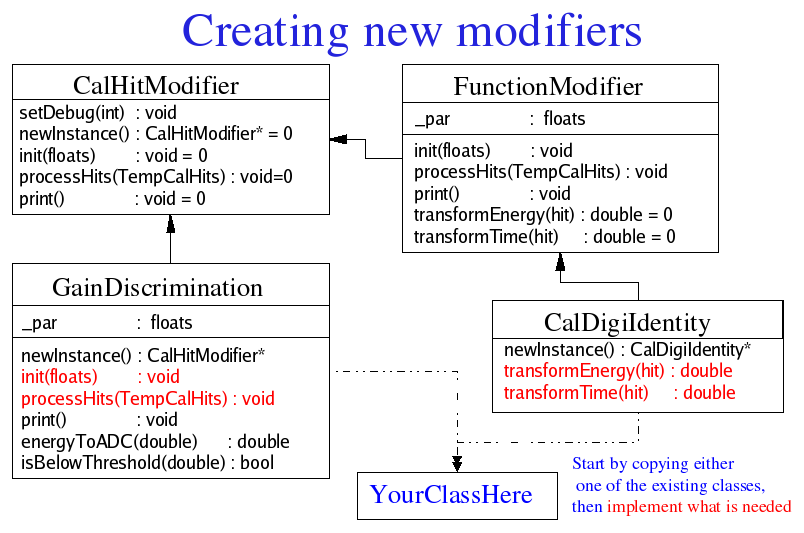 Creating new modifiers
CalHitModifier
setDebug(int) : void
newInstance() : CalHitModifier* = 0
init(floats) : void = 0
processHits(TempCalHits) : void=0
print() : void = 0
FunctionModifier
_par : floats
init(floats) : void
processHits(TempCalHits) : void
print() : void
transformEnergy(hit) : double = 0
transformTime(hit) : double = 0
GainDiscrimination
_par : floats
newInstance() : CalHitModifier*
init(floats) : void
processHits(TempCalHits) : void
print() : void
energyToADC(double) : double
isBelowThreshold(double) : bool
CalDigiIdentity
newInstance() : CalDigiIdentity*
transformEnergy(hit) : double
transformTime(hit) : double
YourClassHere
Start by copying either
one of the existing classes,
then implement what is needed